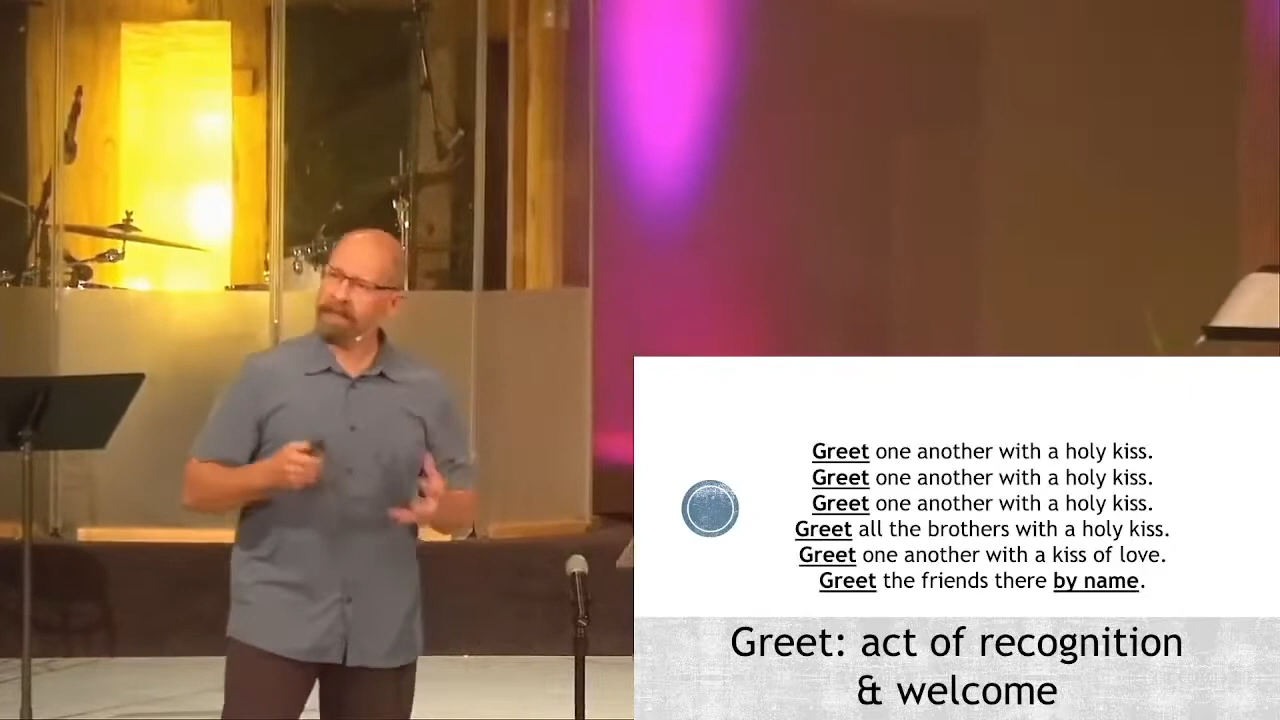 Greet one another with a holy kiss.
Greet one another with a holy kiss.
Greet one another with a holy kiss.
Greet all the brothers with a holy kiss.
Greet one another with a kiss of love.
Greet the friends there by name.
Greet: act of recognition
& welcome